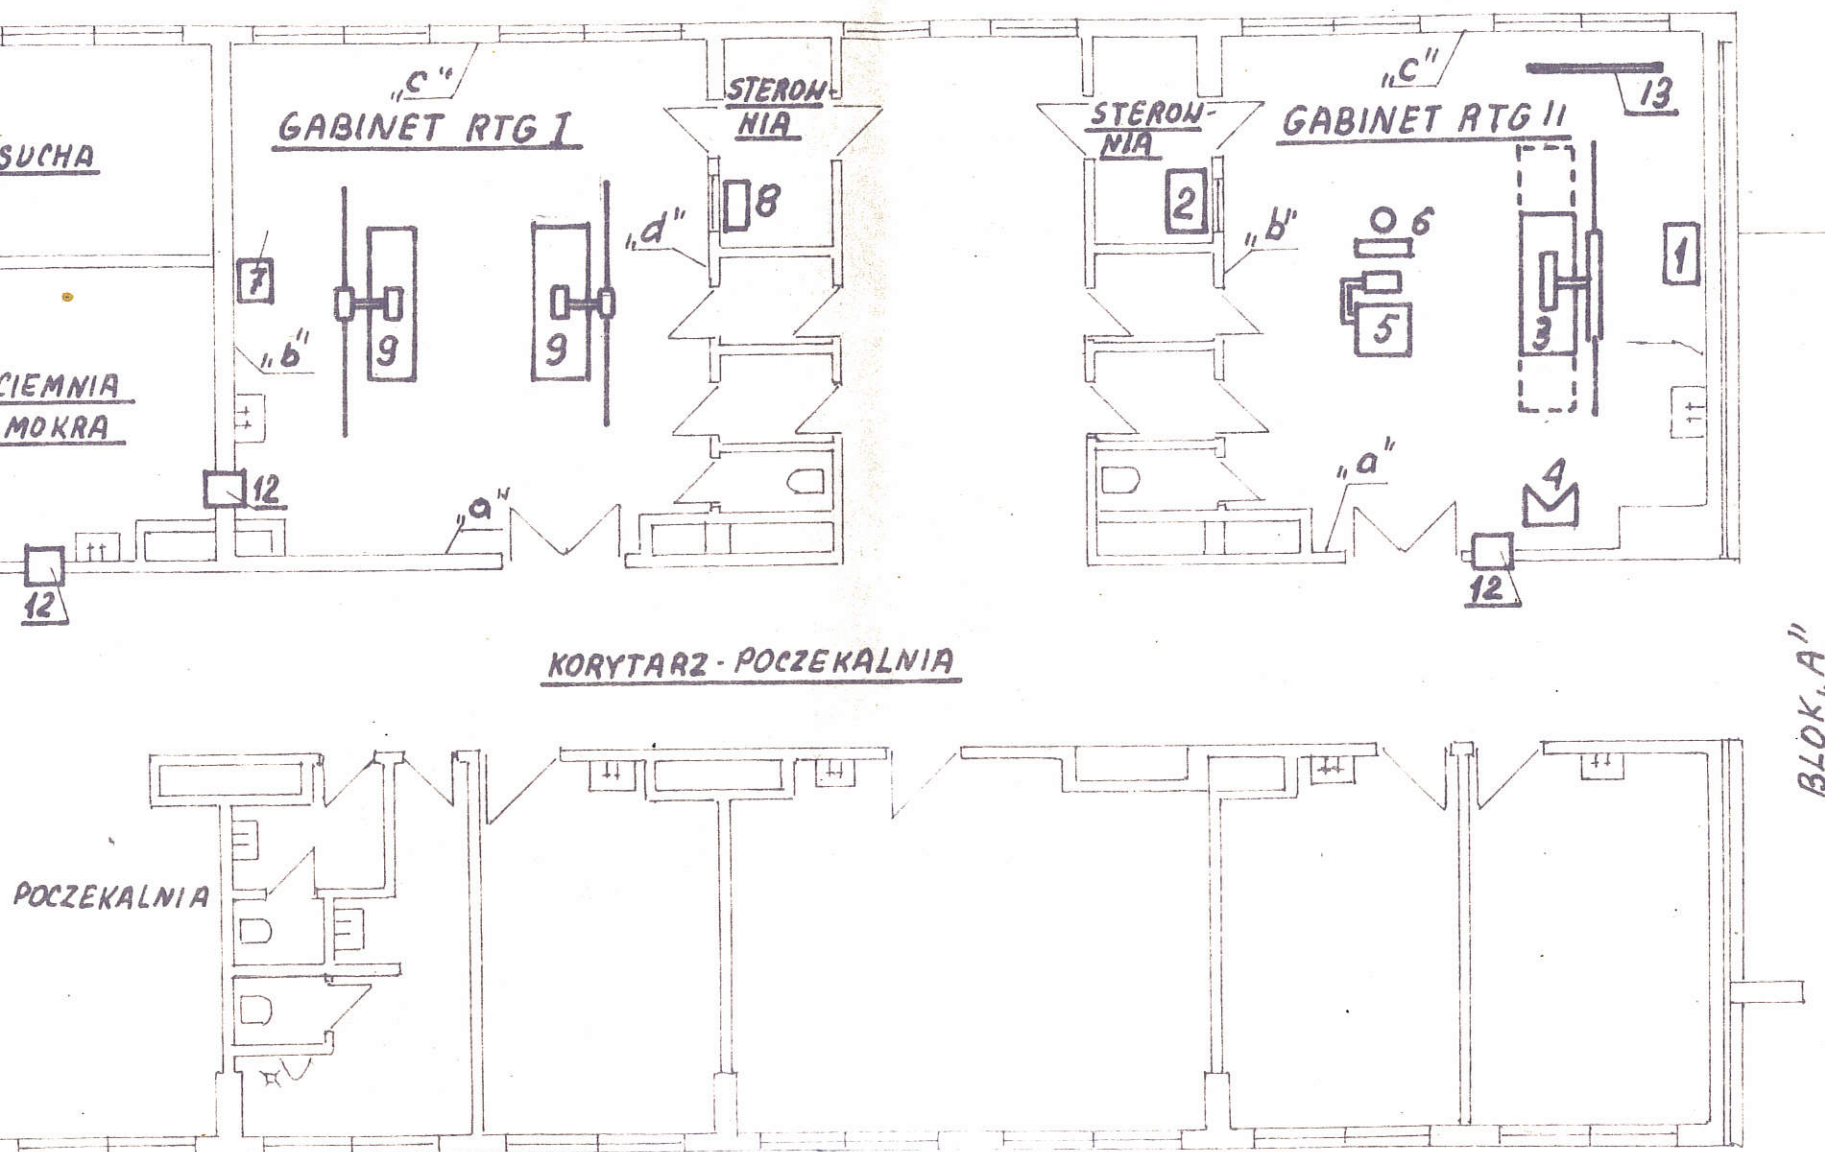 „c"
GABINET RTG I
STEROW-
NIA
8
„d"
7
9
9
„b"
12
„a"
SUCHA
CIEMNIA
MOKRA
12
STEROW-
NIA
2
„b"
„c"
GABINET RTG II
13
6
5
3
1
4
„a"
12
KORYTARZ - POCZEKALNIA
BLOK „A"
POCZEKALNIA